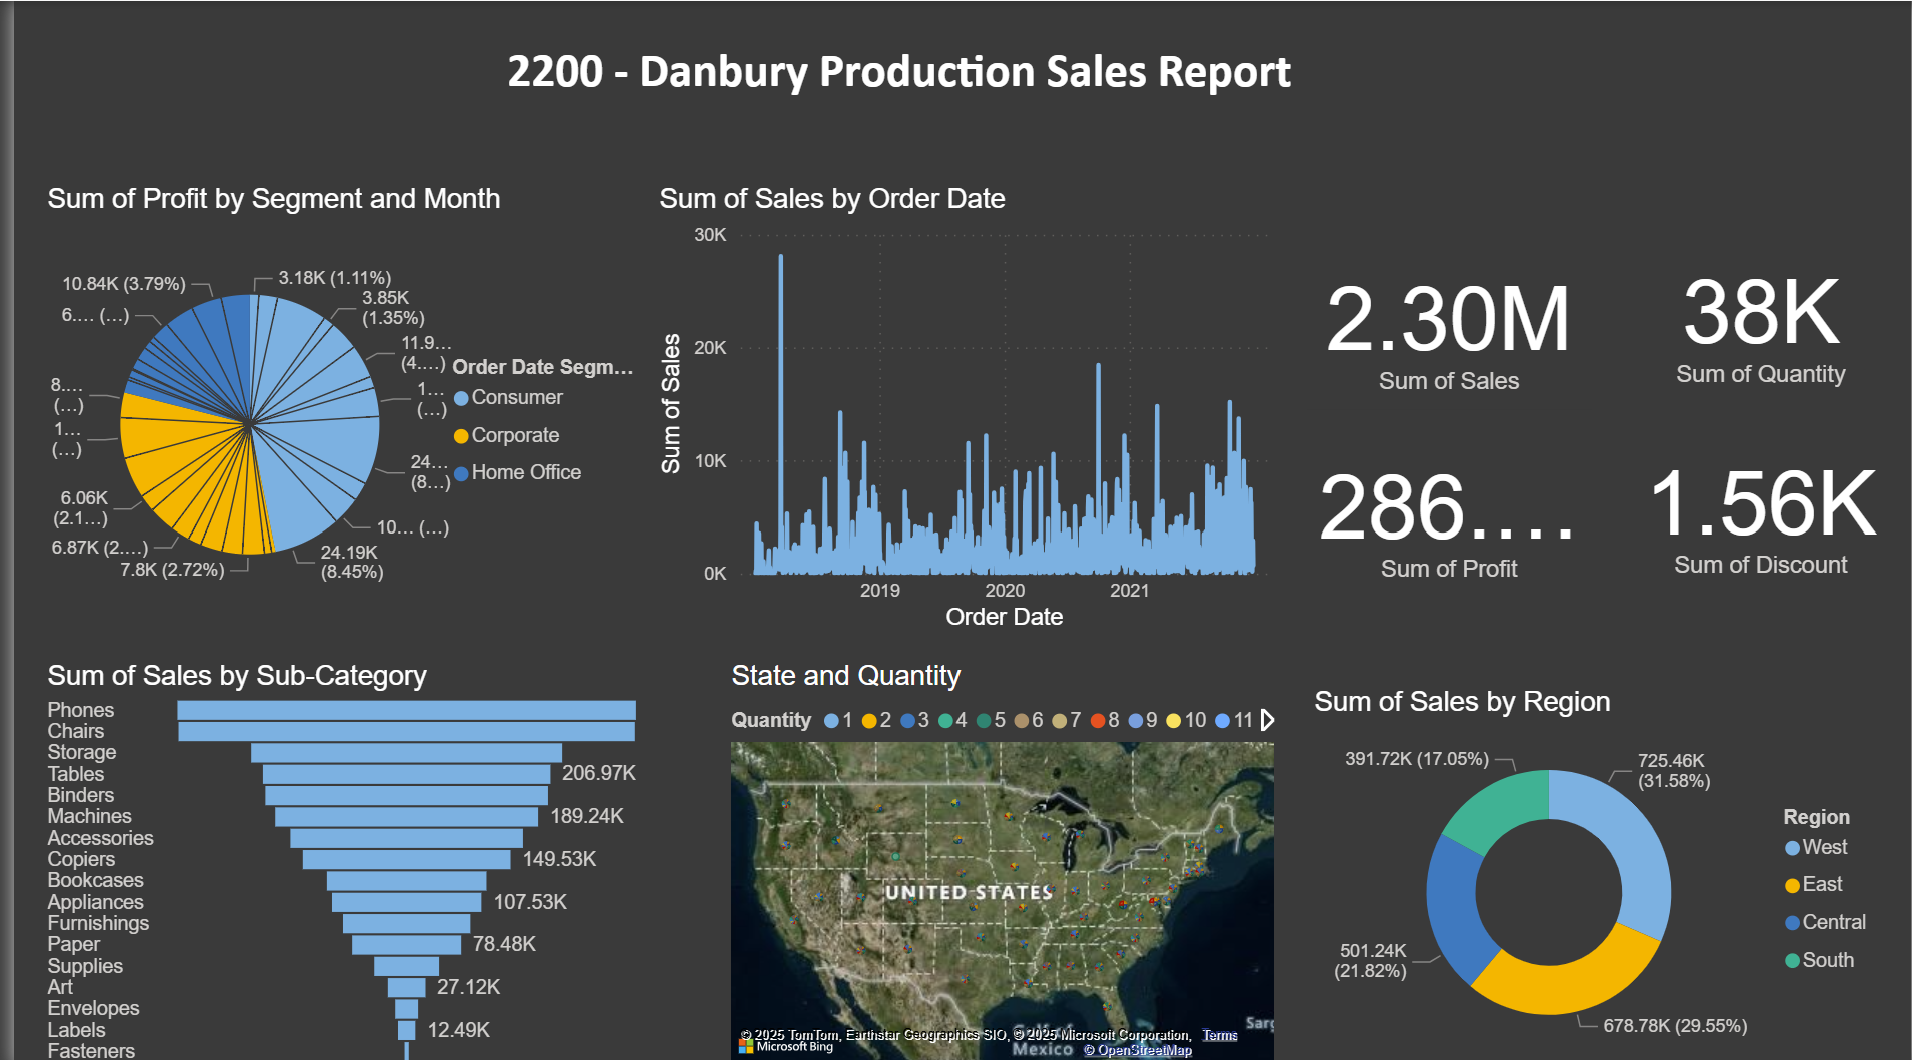 2200 - Danbury Production Sales Report
Sum of Profit by Segment and Month
10.84K (3.79%)
3.18K (1.11%)
3.85K
(1.35%)
6.… (…)
11.9…
(4.…)
Order Date Segm…
Consumer
Corporate
Home Office
8.…
(…)
1…
(…)
1…
(…)
24…
(8…)
6.06K
(2.1…)
10… (…)
6.87K (2.…)
24.19K
(8.45%)
7.8K (2.72%)
Sum of Sales by Order Date
30K
20K
10K
0K
Sum of Sales
2019
2020
2021
Order Date
2.30M
Sum of Sales
38K
Sum of Quantity
286.…
Sum of Profit
1.56K
Sum of Discount
Sum of Sales by Sub-Category
Phones
Chairs
Storage
Tables
206.97K
Binders
Machines
189.24K
Accessories
Copiers
149.53K
Bookcases
Appliances
107.53K
Furnishings
Paper
78.48K
Supplies
Art
27.12K
Envelopes
Labels
12.49K
Fasteners
State and Quantity
Quantity 1 2 3 4 5 6 7 8 9 10 11
UNITED STATES
Mexico
© 2025 TomTom, Earthstar Geographics SIO, © 2025 Microsoft Corporation, Terms
Microsoft Bing
© OpenStreetMap
Sum of Sales by Region
391.72K (17.05%)
725.46K
(31.58%)
501.24K
(21.82%)
678.78K (29.55%)
Region
West
East
Central
South